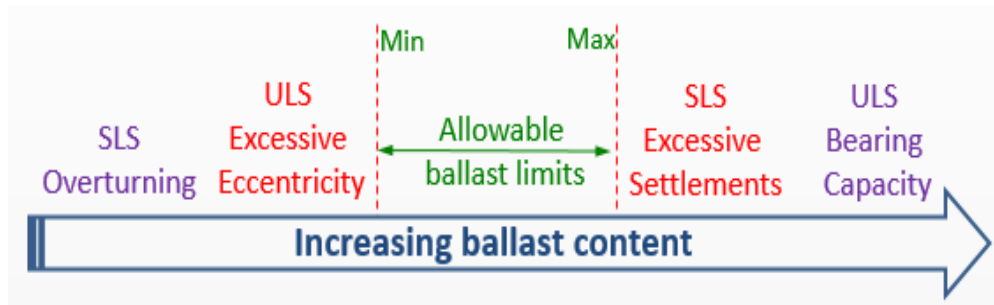 Min
Max
SLS
Overturning
ULS
Excessive
Eccentricity
Allowable
ballast limits
SLS
Excessive
Settlements
ULS
Bearing
Capacity
Increasing ballast content